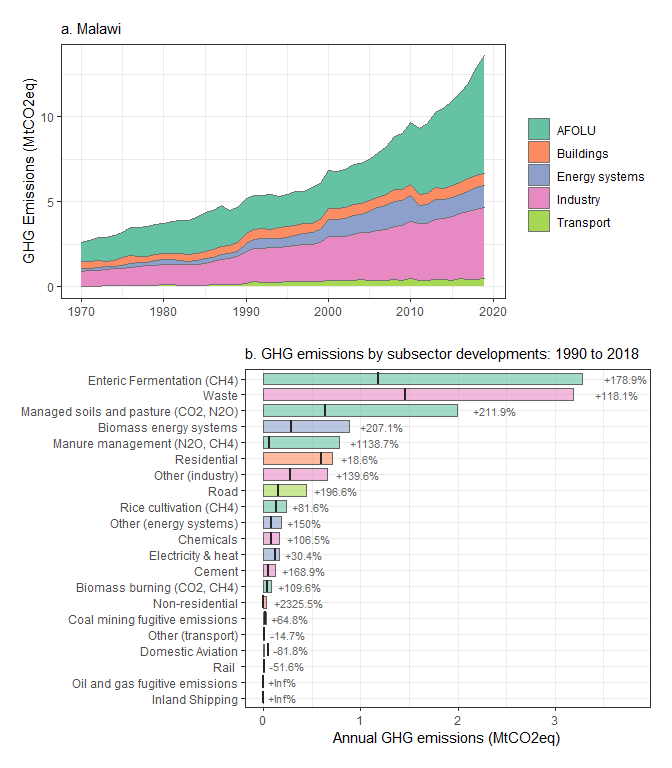 a. Malawi
GHG Emissions (MtCO2eq)
10
5
0
1970 1980 1990 2000 2010 2020
AFOLU
Buildings
Energy systems
Industry
Transport
b. GHG emissions by subsector developments: 1990 to 2018
Enteric Fermentation (CH4) +178.9%
Waste +118.1%
Managed soils and pasture (CO2, N2O) +211.9%
Biomass energy systems +207.1%
Manure management (N2O, CH4) +1138.7%
Residential +18.6%
Other (industry) +139.6%
Road +196.6%
Rice cultivation (CH4) +81.6%
Other (energy systems) +150%
Chemicals +106.5%
Electricity & heat +30.4%
Cement +168.9%
Biomass burning (CO2, CH4) +109.6%
Non-residential +2325.5%
Coal mining fugitive emissions +64.8%
Other (transport) -14.7%
Domestic Aviation -81.8%
Rail -51.6%
Oil and gas fugitive emissions +Inf%
Inland Shipping +Inf%
0 1 2 3
Annual GHG emissions (MtCO2eq)